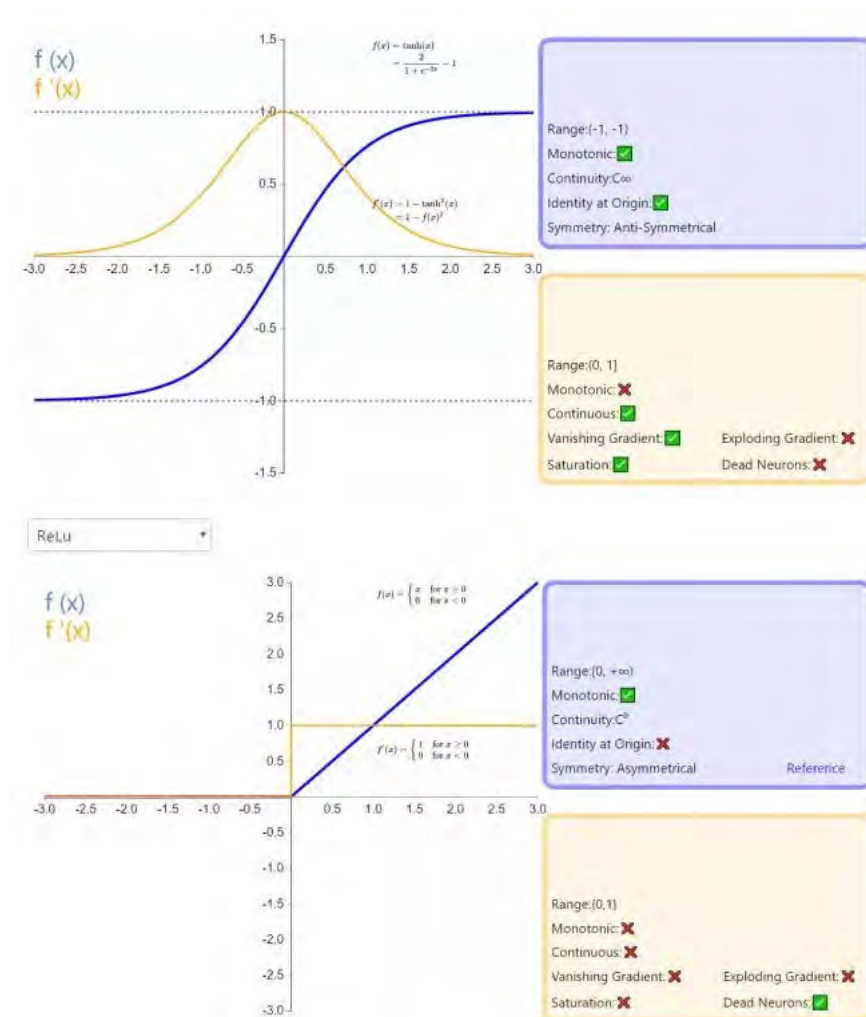 f (x)
f '(x)
f(x) = tanh(x)
= 2 / (1 + e^-2x) - 1
f'(x) = 1 - tanh²(x)
= 1 - f(x)²
1.5
1.0
0.5
-3.0 -2.5 -2.0 -1.5 -1.0 -0.5 0.5 1.0 1.5 2.0 2.5 3.0
-0.5
-1.0
-1.5
Range:(-1, -1)
Monotonic:
Continuity:C∞
Identity at Origin:
Symmetry: Anti-Symmetrical
Range:(0, 1]
Monotonic:
Continuous:
Vanishing Gradient: Exploding Gradient:
Saturation: Dead Neurons:
ReLu
f (x)
f '(x)
f(x) = { x for x ≥ 0
0 for x < 0
f'(x) = { 1 for x ≥ 0
0 for x < 0
3.0
2.5
2.0
1.5
1.0
0.5
-3.0 -2.5 -2.0 -1.5 -1.0 -0.5 0.5 1.0 1.5 2.0 2.5 3.0
-0.5
-1.0
-1.5
-2.0
-2.5
-3.0
Range:(0, +∞)
Monotonic:
Continuity:C⁰
Identity at Origin:
Symmetry: Asymmetrical Reference
Range:(0,1)
Monotonic:
Continuous:
Vanishing Gradient: Exploding Gradient:
Saturation: Dead Neurons: